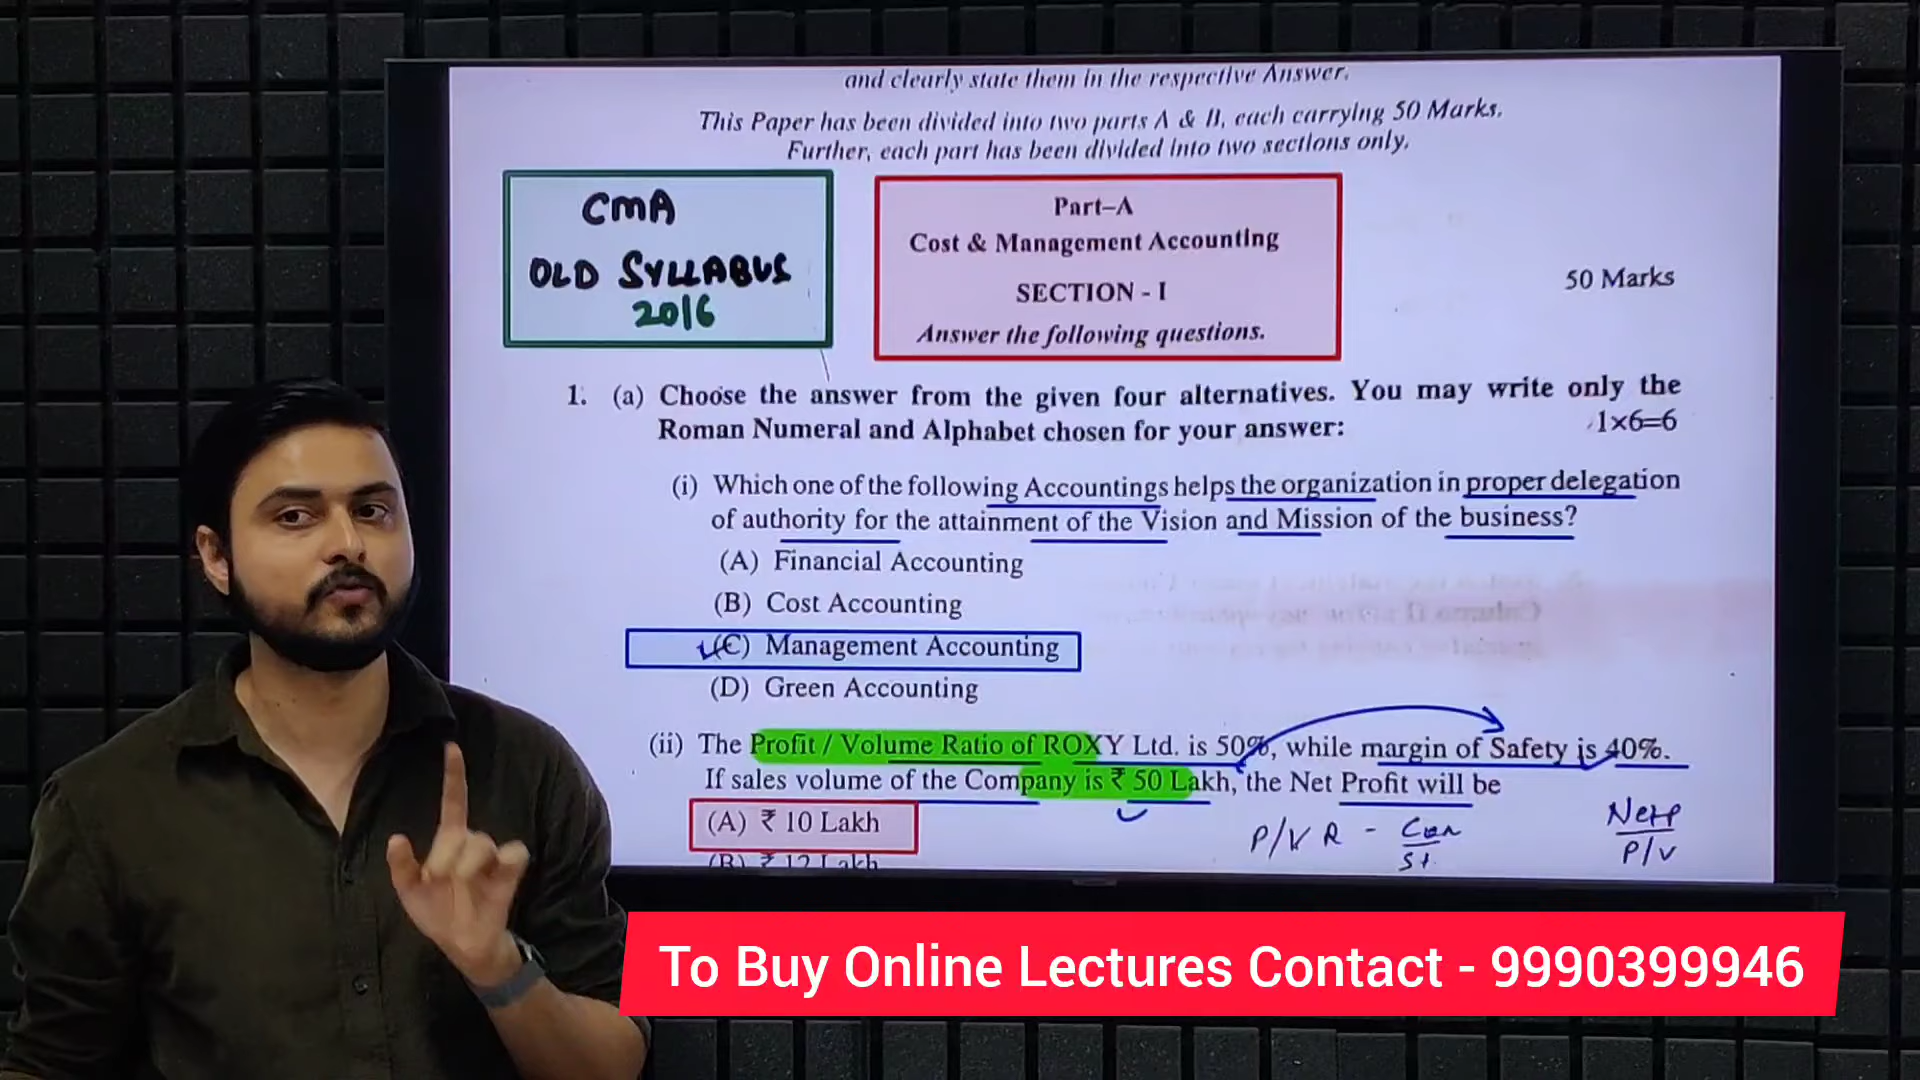 and clearly state them in the respective Answer.
This Paper has been divided into two parts A & B, each carrying 50 Marks.
Further, each part has been divided into two sections only.
CMA
OLD SYLLABUS
2016
Part–A
Cost & Management Accounting
SECTION - I
Answer the following questions.
50 Marks
1. (a) Choose the answer from the given four alternatives. You may write only the
Roman Numeral and Alphabet chosen for your answer:
1×6=6
(i) Which one of the following Accountings helps the organization in proper delegation
of authority for the attainment of the Vision and Mission of the business?
(A) Financial Accounting
(B) Cost Accounting
(C) Management Accounting
(D) Green Accounting
(ii) The Profit / Volume Ratio of ROXY Ltd. is 50%, while margin of Safety is 40%.
If sales volume of the Company is ₹ 50 Lakh, the Net Profit will be
(A) ₹ 10 Lakh
(B) ₹ 12 Lakh
P/V R - Con
P/V
To Buy Online Lectures Contact - 9990399946